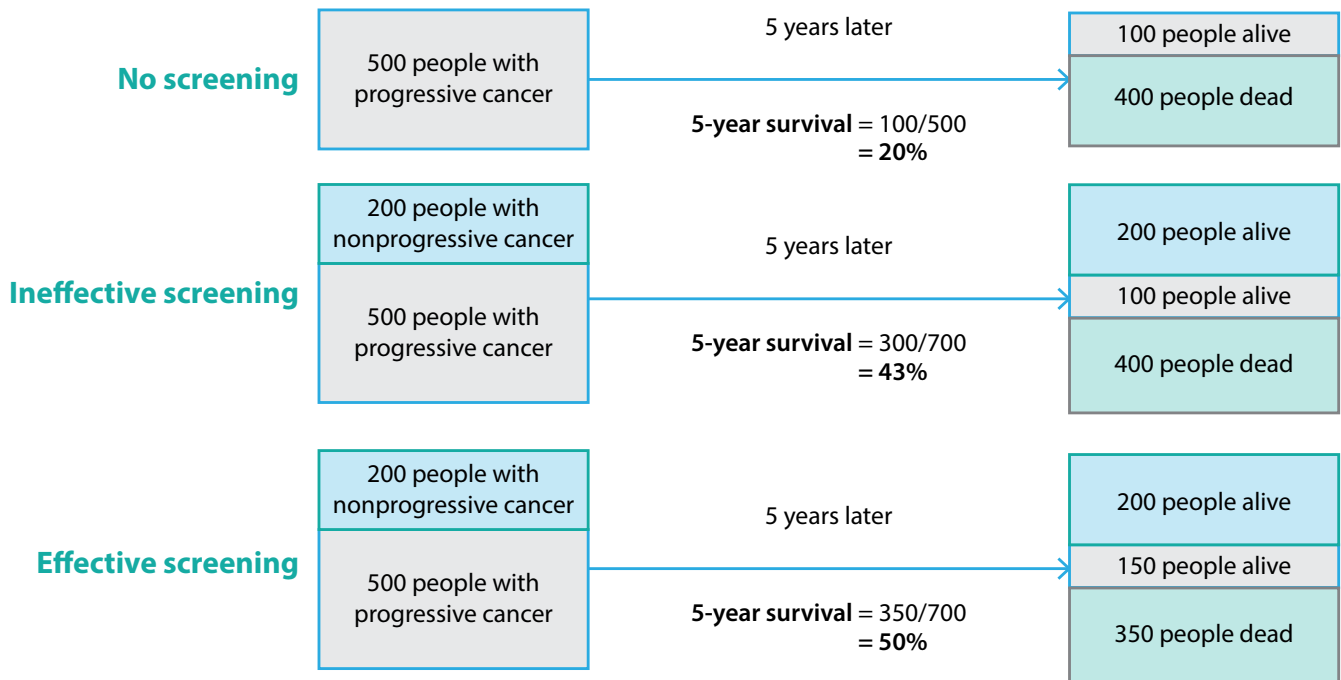 No screening
500 people with
progressive cancer
5 years later
5-year survival = 100/500
= 20%
100 people alive
400 people dead
Ineffective screening
200 people with
nonprogressive cancer
500 people with
progressive cancer
5 years later
5-year survival = 300/700
= 43%
200 people alive
100 people alive
400 people dead
Effective screening
200 people with
nonprogressive cancer
500 people with
progressive cancer
5 years later
5-year survival = 350/700
= 50%
200 people alive
150 people alive
350 people dead